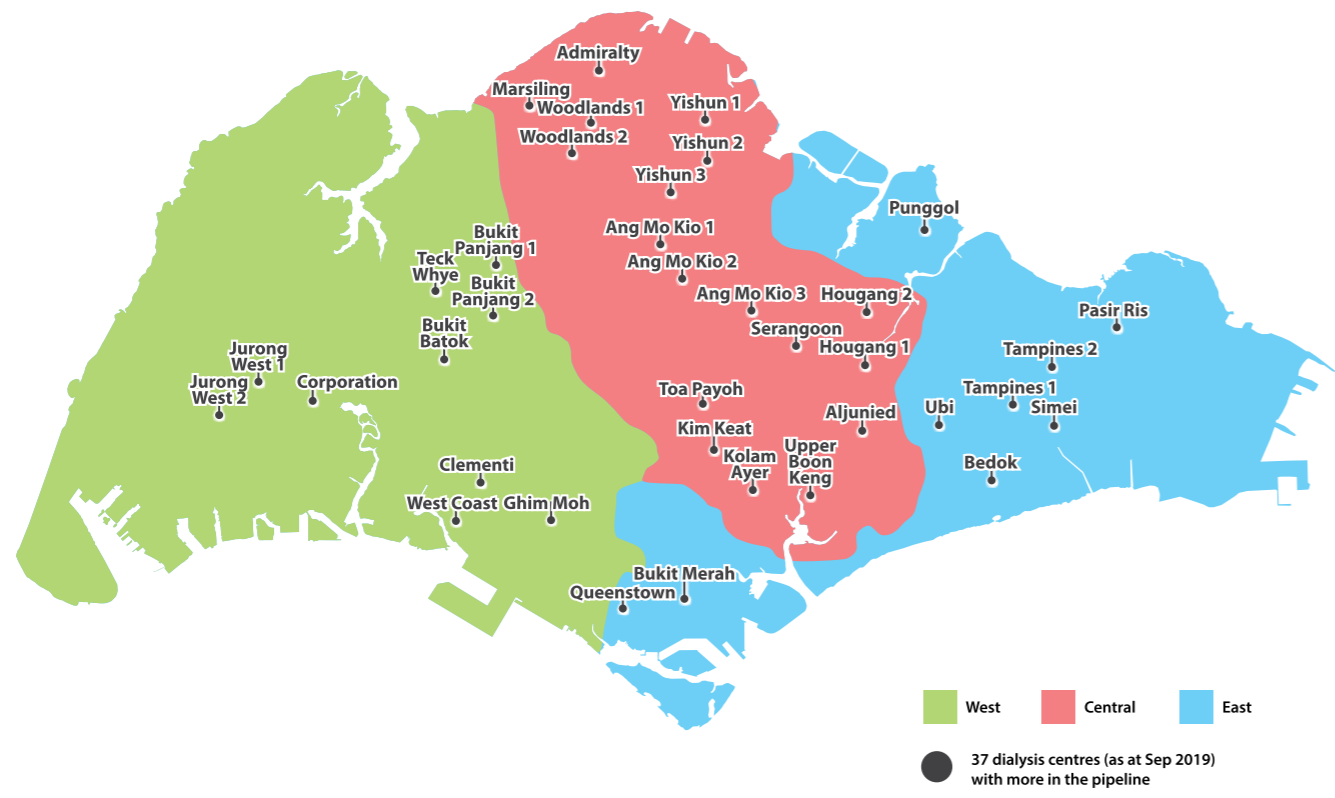 Admiralty
Marsiling
Woodlands 1
Yishun 1
Woodlands 2
Yishun 2
Yishun 3
Punggol
Ang Mo Kio 1
Bukit
Panjang 1
Teck
Whye
Ang Mo Kio 2
Bukit
Panjang 2
Ang Mo Kio 3
Hougang 2
Pasir Ris
Bukit
Batok
Serangoon
Hougang 1
Tampines 2
Jurong
West 1
Jurong
West 2
Corporation
Toa Payoh
Tampines 1
Simei
Aljunied
Ubi
Kim Keat
Upper
Boon
Keng
Kolam
Ayer
Clementi
Bedok
West Coast
Ghim Moh
Bukit Merah
Queenstown
West
Central
East
37 dialysis centres (as at Sep 2019)
with more in the pipeline